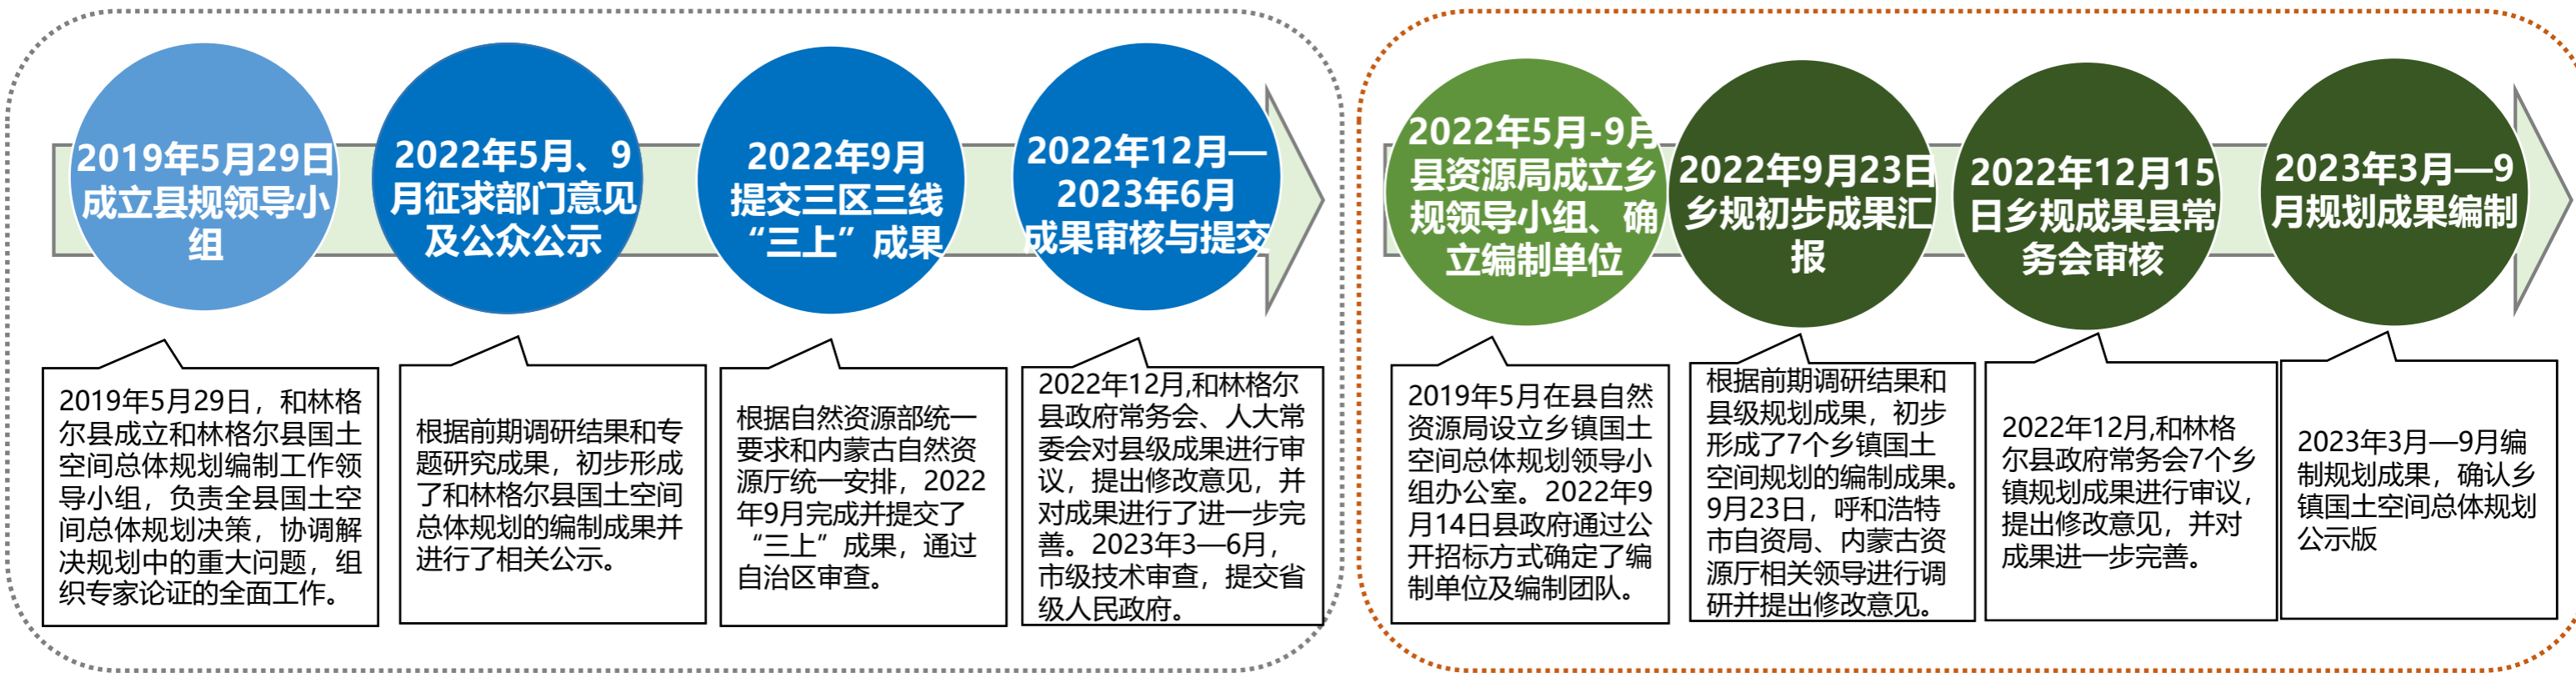 2019年5月29日
成立县规领导小
组
2022年5月、9
月征求部门意见
及公众公示
2022年9月
提交三区三线
“三上”成果
2022年12月—
2023年6月
成果审核与提交
2019年5月29日，和林格
尔县成立和林格尔县国土
空间总体规划编制工作领
导小组，负责全县国土空
间总体规划决策，协调解
决规划中的重大问题，组
织专家论证的全面工作。
根据前期调研结果和专
题研究成果，初步形成
了和林格尔县国土空间
总体规划的编制成果并
进行了相关公示。
根据自然资源部统一
要求和内蒙古自然资
源厅统一安排，2022
年9月完成并提交了
“三上”成果，通过
自治区审查。
2022年12月,和林格尔
县政府常务会、人大常
委会对县级成果进行审
议，提出修改意见，并
对成果进行了进一步完
善。2023年3—6月，
市级技术审查，提交省
级人民政府。
2022年5月-9月
县资源局成立乡
规领导小组、确
立编制单位
2022年9月23日
乡规初步成果汇
报
2022年12月15
日乡规成果县常
务会审核
2023年3月—9
月规划成果编制
2019年5月在县自然
资源局设立乡镇国土
空间总体规划领导小
组办公室。2022年9
月14日县政府通过公
开招标方式确定了编
制单位及编制团队。
根据前期调研结果和
县级规划成果，初步
形成了7个乡镇国土
空间规划的编制成果。
9月23日，呼和浩特
市自资局、内蒙古资
源厅相关领导进行调
研并提出修改意见。
2022年12月,和林格
尔县政府常务会7个乡
镇规划成果进行审议，
提出修改意见，并对
成果进一步完善。
2023年3月—9月编
制规划成果，确认乡
镇国土空间总体规划
公示版